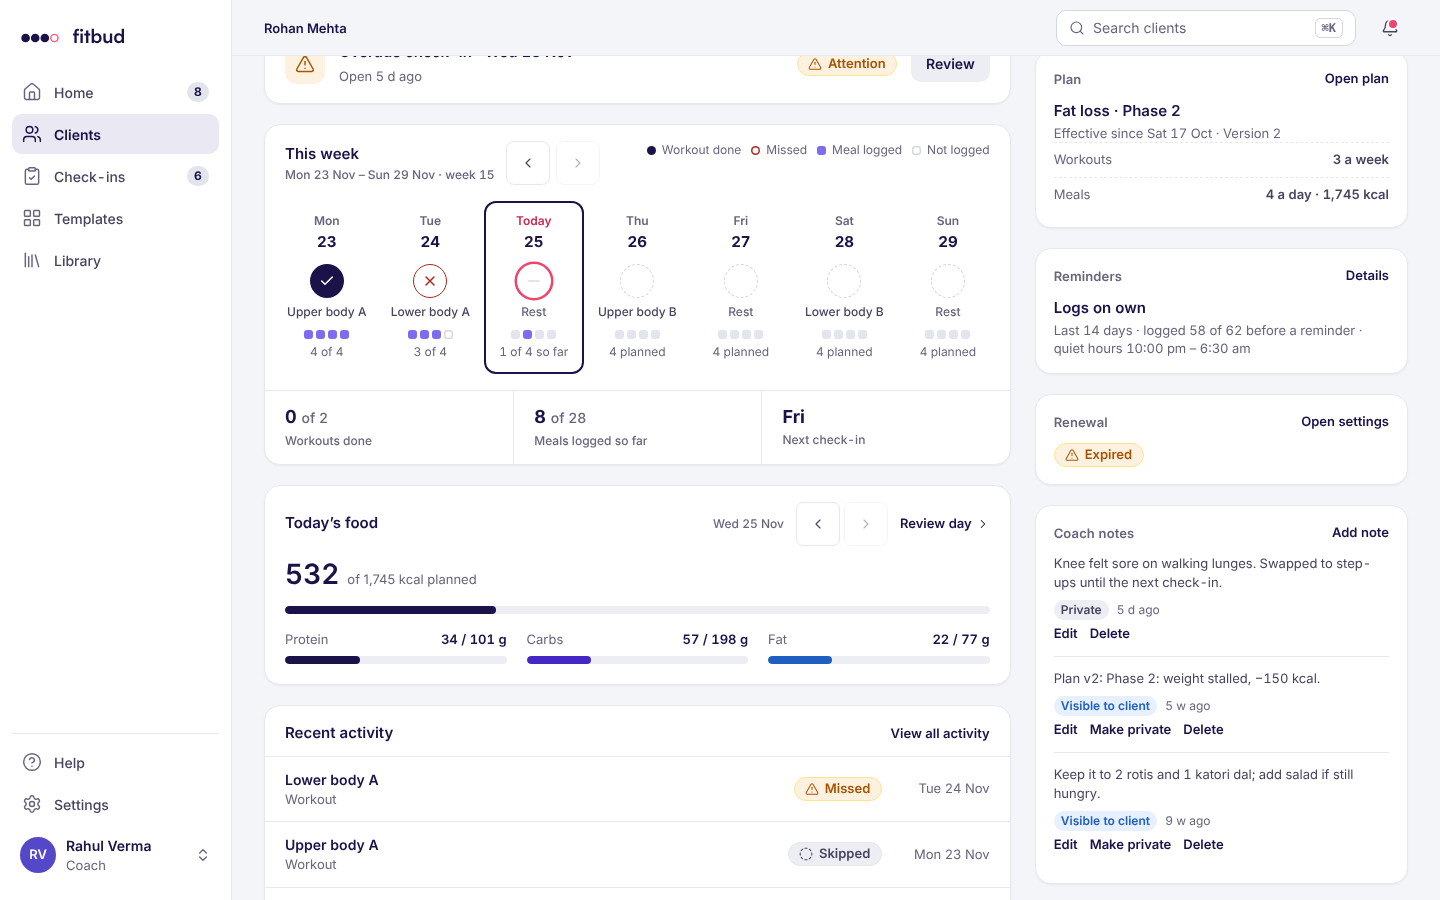 fitbud
Home 8
Clients
Check-ins 6
Templates
Library
Help
Settings
RV
Rahul Verma
Coach
Rohan Mehta
Search clients ⌘K
Open 5 d ago
Attention
Review
This week
Mon 23 Nov – Sun 29 Nov · week 15
Workout done Missed Meal logged Not logged
Mon Tue Today Thu Fri Sat Sun
23 24 25 26 27 28 29
Upper body A Lower body A Rest Upper body B Rest Lower body B Rest
4 of 4 3 of 4 1 of 4 so far 4 planned 4 planned 4 planned 4 planned
0 of 2 8 of 28 Fri
Workouts done Meals logged so far Next check-in
Today’s food
Wed 25 Nov
Review day
532 of 1,745 kcal planned
Protein 34 / 101 g Carbs 57 / 198 g Fat 22 / 77 g
Recent activity View all activity
Lower body A
Workout
Missed Tue 24 Nov
Upper body A
Workout
Skipped Mon 23 Nov
Plan Open plan
Fat loss · Phase 2
Effective since Sat 17 Oct · Version 2
Workouts 3 a week
Meals 4 a day · 1,745 kcal
Reminders Details
Logs on own
Last 14 days · logged 58 of 62 before a reminder ·
quiet hours 10:00 pm – 6:30 am
Renewal Open settings
Expired
Coach notes Add note
Knee felt sore on walking lunges. Swapped to step-
ups until the next check-in.
Private 5 d ago
Edit Delete
Plan v2: Phase 2: weight stalled, −150 kcal.
Visible to client 5 w ago
Edit Make private Delete
Keep it to 2 rotis and 1 katori dal; add salad if still
hungry.
Visible to client 9 w ago
Edit Make private Delete